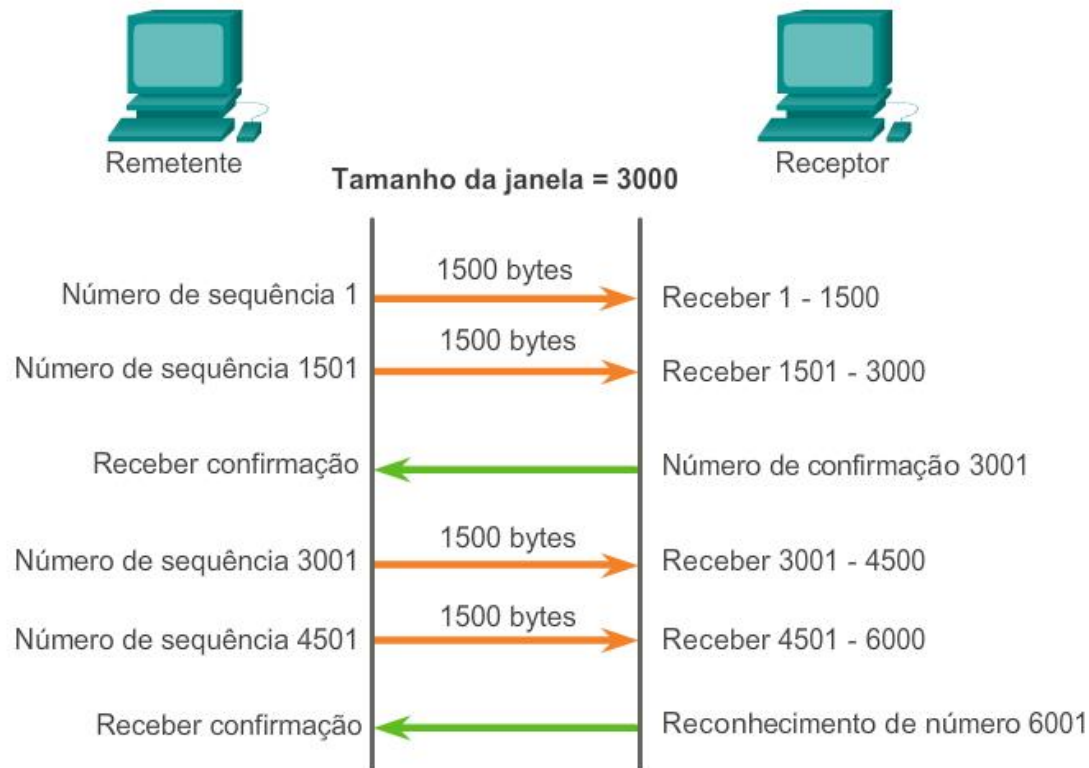 Remetente
Receptor
Tamanho da janela = 3000
Número de sequência 1
1500 bytes
Receber 1 - 1500
Número de sequência 1501
1500 bytes
Receber 1501 - 3000
Receber confirmação
Número de confirmação 3001
Número de sequência 3001
1500 bytes
Receber 3001 - 4500
Número de sequência 4501
1500 bytes
Receber 4501 - 6000
Receber confirmação
Reconhecimento de número 6001